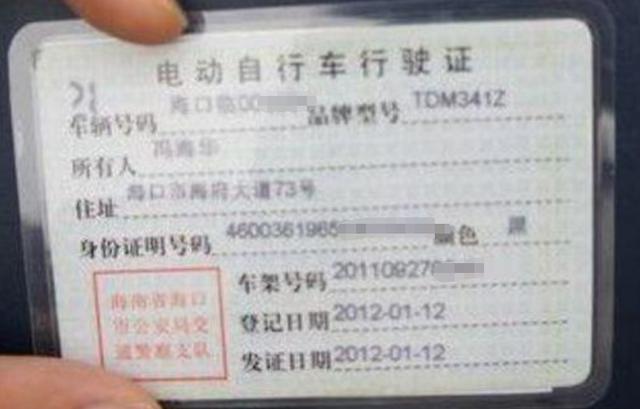 电动自行车行驶证
车辆号码 海口临00 品牌型号 TDM341Z
所有人 冯海华
住址 海口市海府大道73号
身份证明号码 4600361965 颜色 黑
车架号码 201109270
登记日期 2012-01-12
发证日期 2012-01-12
海南省海口
市公安局交
通警察支队